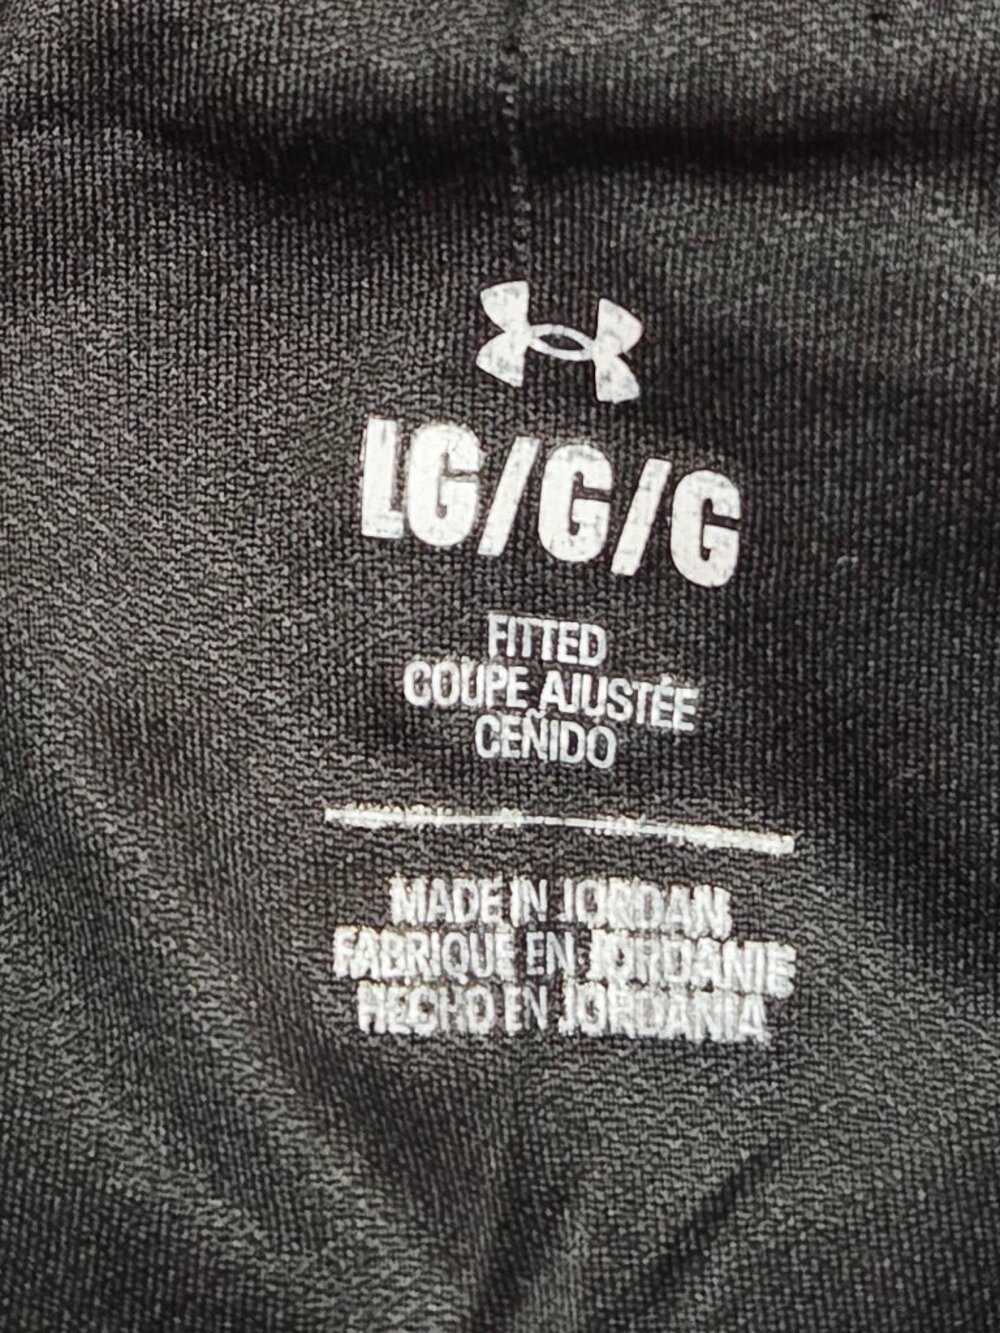 LG/G/G
FITTED
COUPE AJUSTÉE
CEÑIDO
MADE IN JORDAN
FABRIQUE EN JORDANIE
HECHO EN JORDANIA